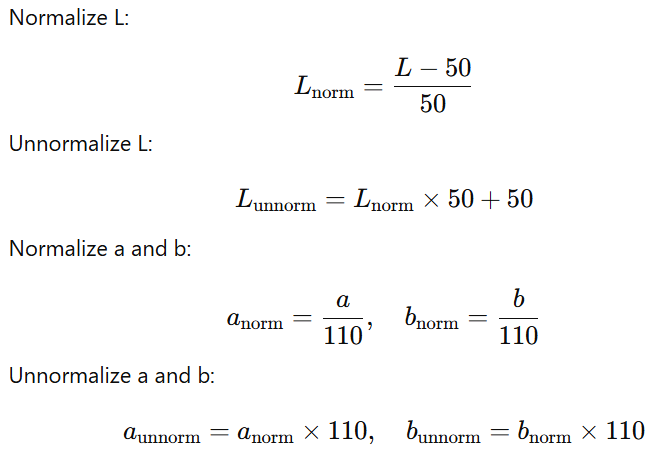 Normalize L:
L_norm = (L − 50) / 50
Unnormalize L:
L_unnorm = L_norm × 50 + 50
Normalize a and b:
a_norm = a / 110, b_norm = b / 110
Unnormalize a and b:
a_unnorm = a_norm × 110, b_unnorm = b_norm × 110